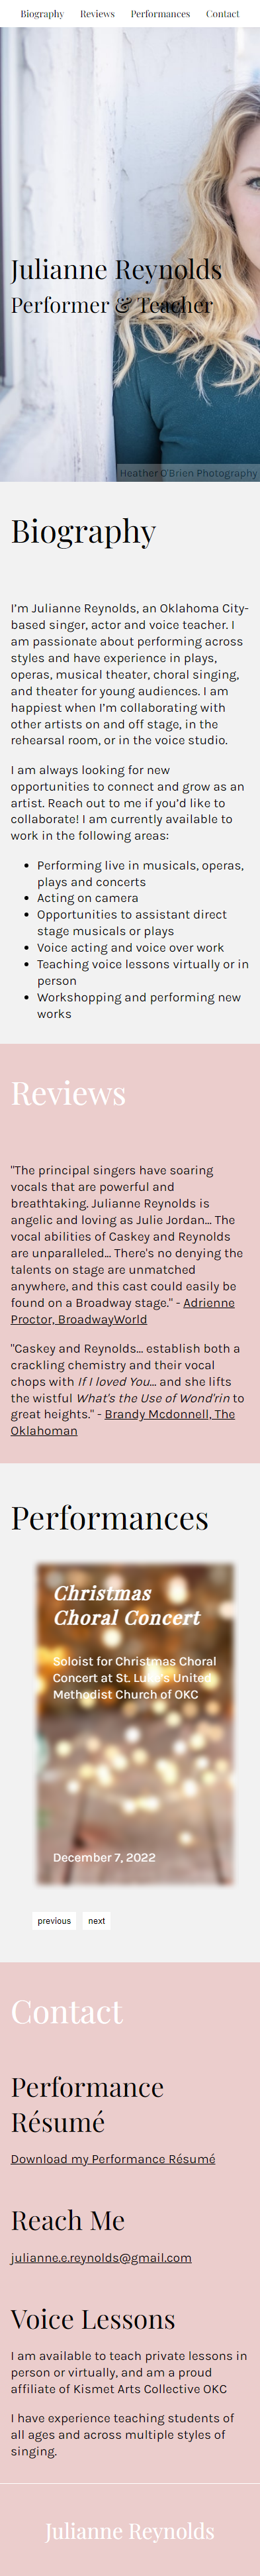 Biography Reviews Performances Contact
Julianne Reynolds
Performer & Teacher
Heather O'Brien Photography
Biography
I'm Julianne Reynolds, an Oklahoma City-
based singer, actor and voice teacher. I
am passionate about performing across
styles and have experience in plays,
operas, musical theater, choral singing,
and theater for young audiences. I am
happiest when I'm collaborating with
other artists on and off stage, in the
rehearsal room, or in the voice studio.
I am always looking for new
opportunities to connect and grow as an
artist. Reach out to me if you'd like to
collaborate! I am currently available to
work in the following areas:
• Performing live in musicals, operas,
plays and concerts
• Acting on camera
• Opportunities to assistant direct
stage musicals or plays
• Voice acting and voice over work
• Teaching voice lessons virtually or in
person
• Workshopping and performing new
works
Reviews
"The principal singers have soaring
vocals that are powerful and
breathtaking. Julianne Reynolds is
angelic and loving as Julie Jordan... The
vocal abilities of Caskey and Reynolds
are unparalleled... There's no denying the
talents on stage are unmatched
anywhere, and this cast could easily be
found on a Broadway stage." - Adrienne
Proctor, BroadwayWorld
"Caskey and Reynolds... establish both a
crackling chemistry and their vocal
chops with If I loved You... and she lifts
the wistful What's the Use of Wond'rin to
great heights." - Brandy Mcdonnell, The
Oklahoman
Performances
Christmas
Choral Concert
Soloist for Christmas Choral
Concert at St. Luke's United
Methodist Church of OKC
December 7, 2022
previous next
Contact
Performance
Résumé
Download my Performance Résumé
Reach Me
julianne.e.reynolds@gmail.com
Voice Lessons
I am available to teach private lessons in
person or virtually, and am a proud
affiliate of Kismet Arts Collective OKC
I have experience teaching students of
all ages and across multiple styles of
singing.
Julianne Reynolds